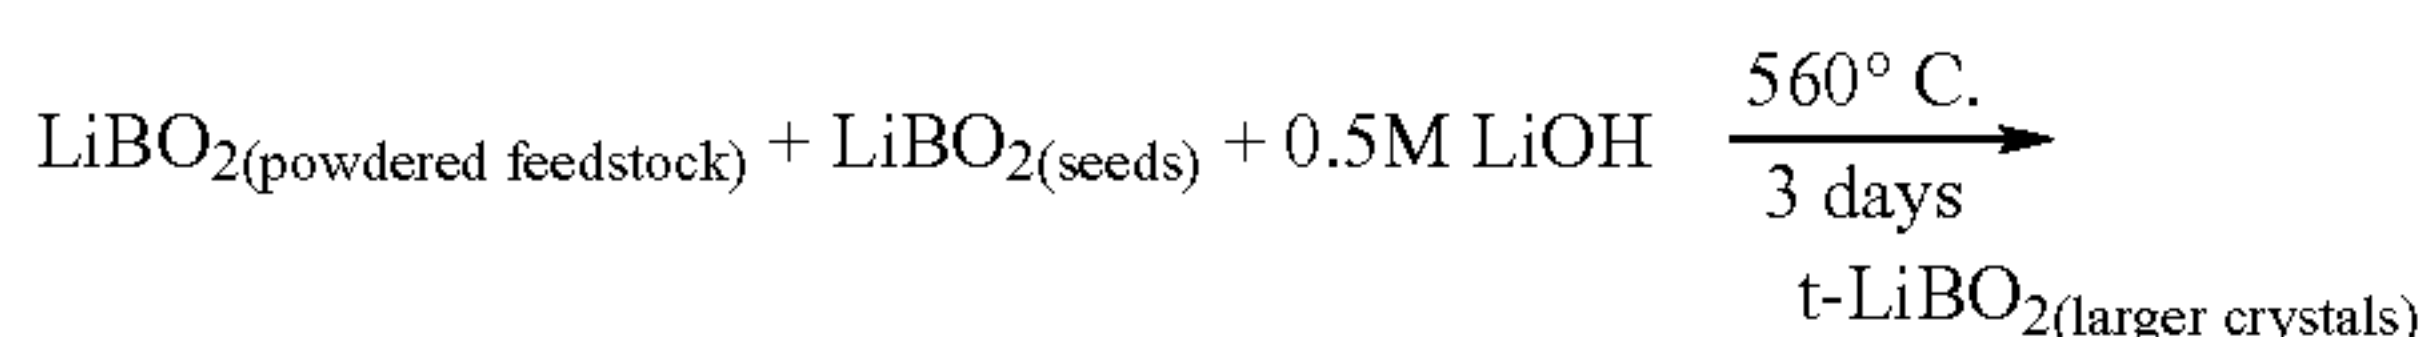 LiBO2(powdered feedstock) + LiBO2(seeds) + 0.5M LiOH
560° C.
3 days
t-LiBO2(larger crystals)